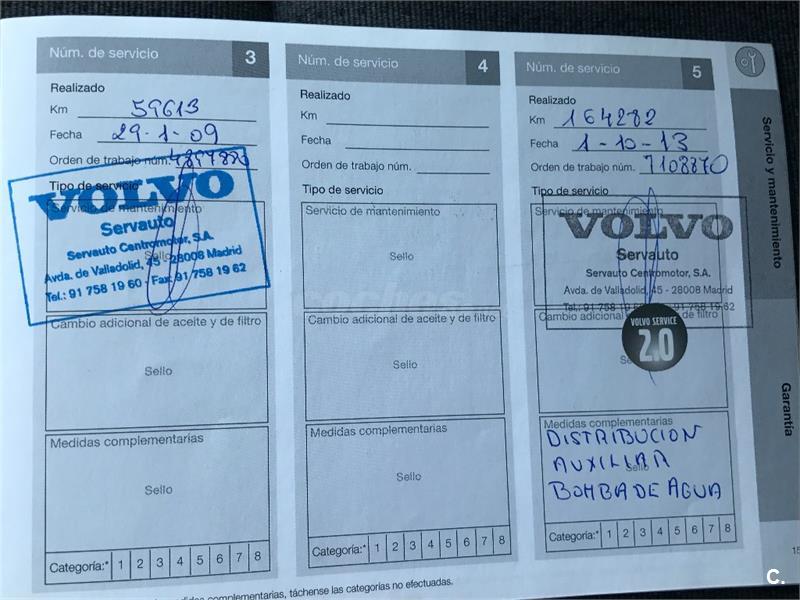 Núm. de servicio 3
Realizado
Km 59613
Fecha 29-1-09
Orden de trabajo núm.
Tipo de servicio
Servicio de mantenimiento
VOLVO
Servauto
Servauto Centromotor, S.A.
Sello
Avda. de Valladolid, 45 - 28008 Madrid
Tel.: 91 758 19 60 - Fax 91 758 19 62
Cambio adicional de aceite y de filtro
Sello
Medidas complementarias
Sello
Categoría:* 1 2 3 4 5 6 7 8
Núm. de servicio 4
Realizado
Km
Fecha
Orden de trabajo núm.
Tipo de servicio
Servicio de mantenimiento
Sello
Cambio adicional de aceite y de filtro
Sello
Medidas complementarias
Sello
Categoría:* 1 2 3 4 5 6 7 8
Núm. de servicio 5
Realizado
Km 164282
Fecha 1-10-13
Orden de trabajo núm. 7108870
Tipo de servicio
Servicio de mantenimiento
VOLVO
Servauto
Servauto Centromotor, S.A.
Avda. de Valladolid, 45 - 28008 Madrid
Cambio adicional de filtro
VOLVO SERVICE
2.0
Medidas complementarias
DISTRIBUCION
AUXILIAR
Sello
BOMBA DE AGUA
Categoría:* 1 2 3 4 5 6 7 8
complementarias, táchense las categorías no efectuadas.
Servicio y mantenimiento
Garantía
C.